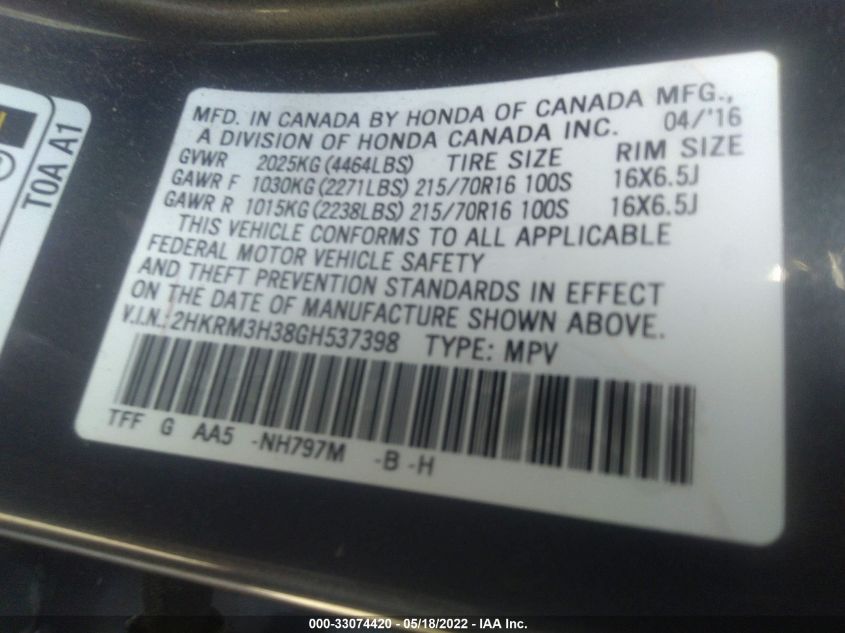 MFD. IN CANADA BY HONDA OF CANADA MFG.,
A DIVISION OF HONDA CANADA INC. 04/'16
GVWR 2025KG (4464LBS) TIRE SIZE RIM SIZE
GAWR F 1030KG (2271LBS) 215/70R16 100S 16X6.5J
GAWR R 1015KG (2238LBS) 215/70R16 100S 16X6.5J
THIS VEHICLE CONFORMS TO ALL APPLICABLE
FEDERAL MOTOR VEHICLE SAFETY
AND THEFT PREVENTION STANDARDS IN EFFECT
ON THE DATE OF MANUFACTURE SHOWN ABOVE.
V.I.N.: 2HKRM3H38GH537398 TYPE: MPV
TFF G AA5 -NH797M -B -H
T0A A1
000-33074420 - 05/18/2022 - IAA Inc.